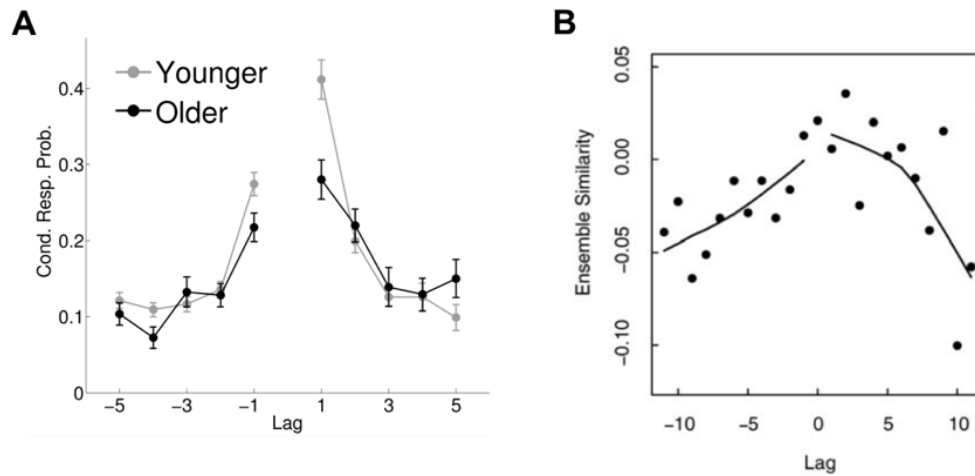 A
Cond. Resp. Prob.
0.4
0.3
0.2
0.1
0
Younger
Older
−5 −3 −1 1 3 5
Lag
B
Ensemble Similarity
0.05
0.00
−0.05
−0.10
−10 −5 0 5 10
Lag